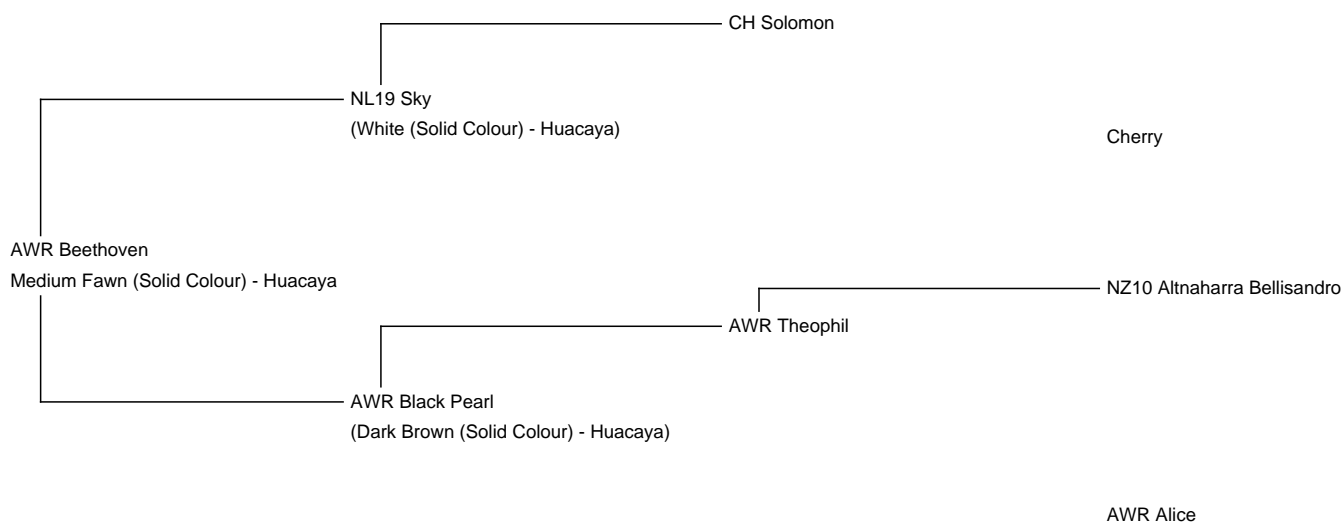 CH Solomon
NL19 Sky
(White (Solid Colour) - Huacaya)
Cherry
AWR Beethoven
Medium Fawn (Solid Colour) - Huacaya
NZ10 Altnaharra Bellisandro
AWR Theophil
AWR Black Pearl
(Dark Brown (Solid Colour) - Huacaya)
AWR Alice